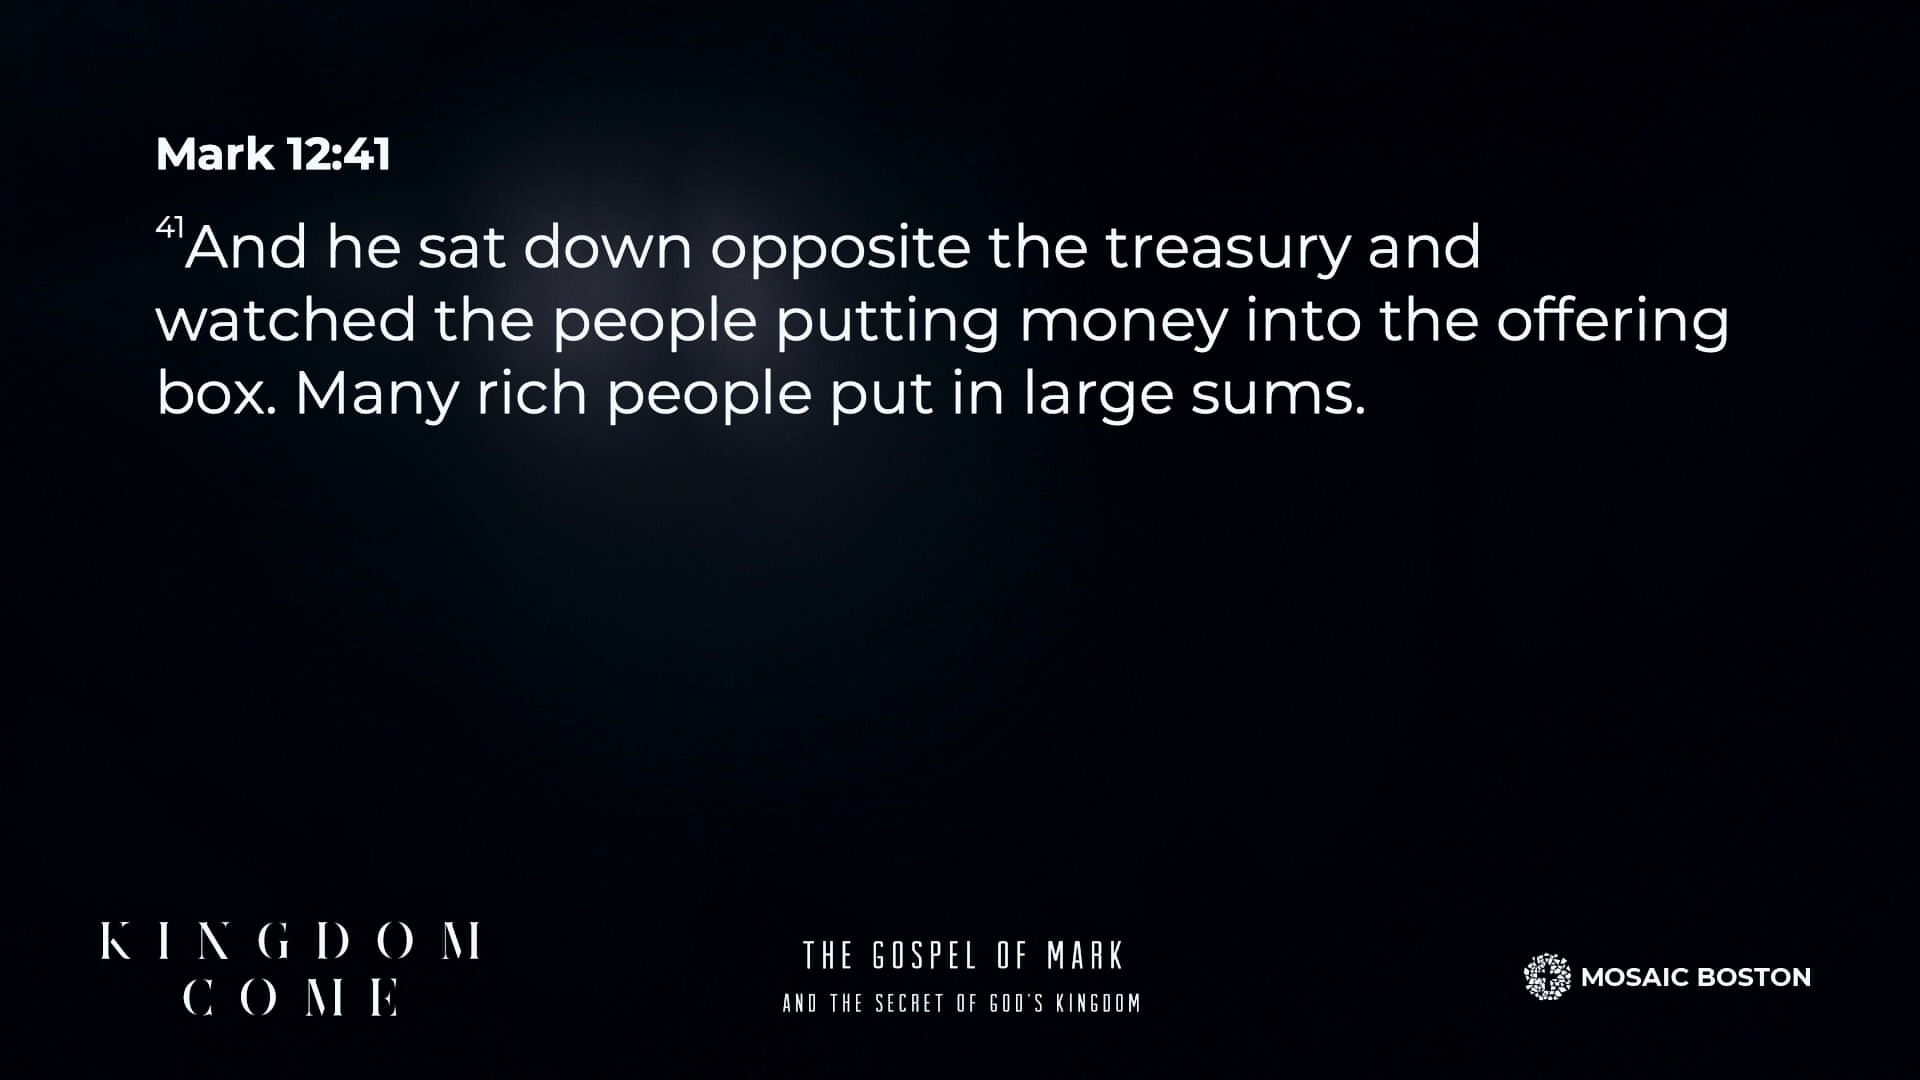 Mark 12:41
41And he sat down opposite the treasury and
watched the people putting money into the offering
box. Many rich people put in large sums.
KINGDOM
COME
THE GOSPEL OF MARK
AND THE SECRET OF GOD'S KINGDOM
MOSAIC BOSTON